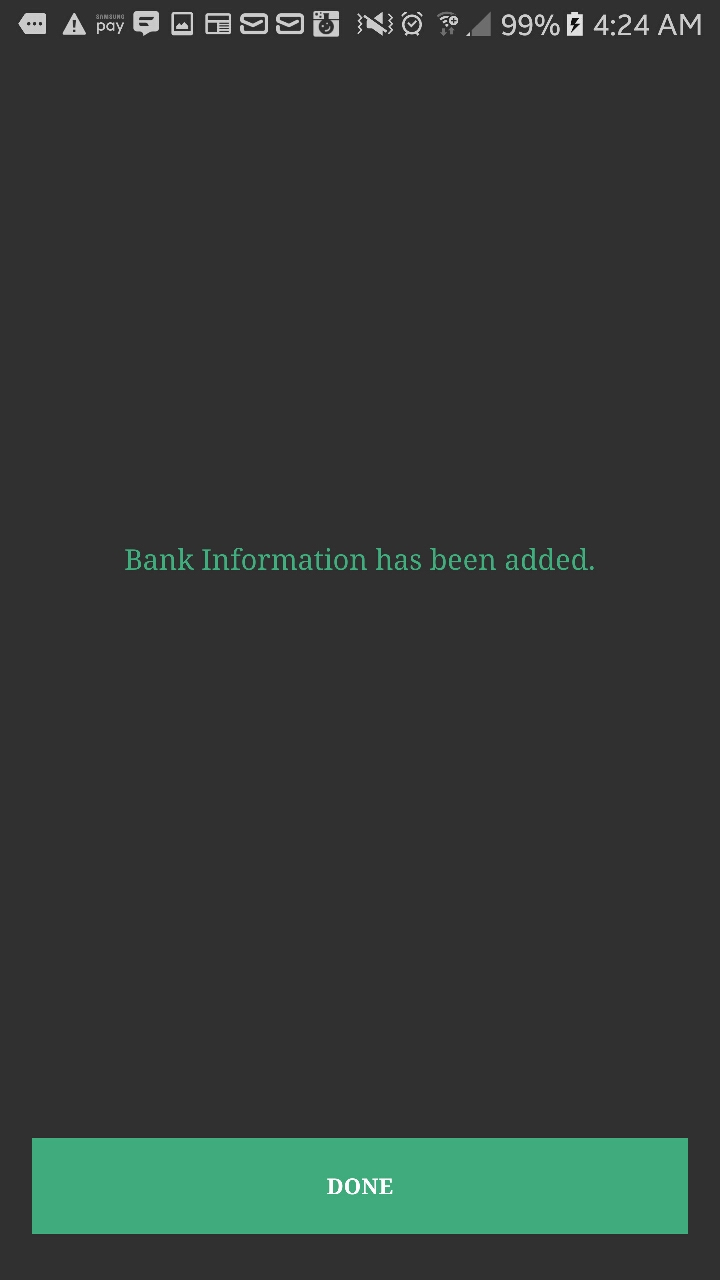 SAMSUNG
pay
99% 4:24 AM
Bank Information has been added.
DONE